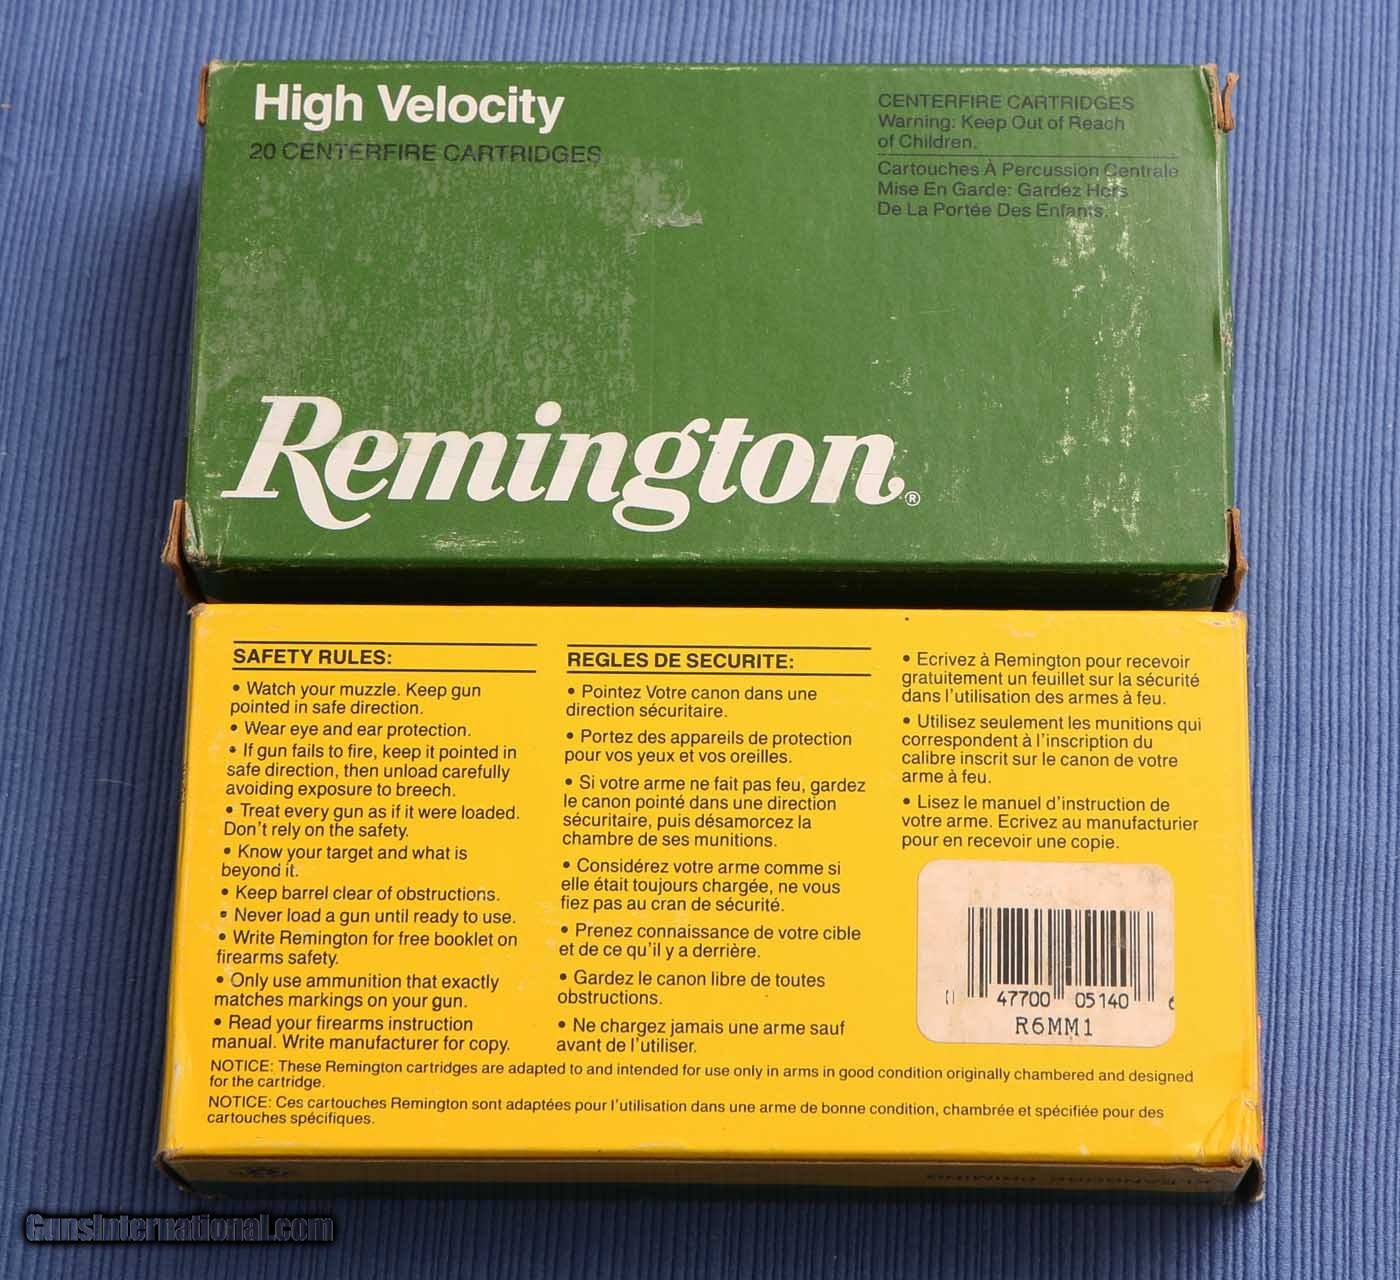 High Velocity
20 CENTERFIRE CARTRIDGES
CENTERFIRE CARTRIDGES
Warning: Keep Out of Reach
of Children.
Cartouches À Percussion Centrale
Mise En Garde: Gardez Hors
De La Portée Des Enfants.
Remington®
SAFETY RULES:
• Watch your muzzle. Keep gun
pointed in safe direction.
• Wear eye and ear protection.
• If gun fails to fire, keep it pointed in
safe direction, then unload carefully
avoiding exposure to breech.
• Treat every gun as if it were loaded.
Don't rely on the safety.
• Know your target and what is
beyond it.
• Keep barrel clear of obstructions.
• Never load a gun until ready to use.
• Write Remington for free booklet on
firearms safety.
• Only use ammunition that exactly
matches markings on your gun.
• Read your firearms instruction
manual. Write manufacturer for copy.
REGLES DE SECURITE:
• Pointez Votre canon dans une
direction sécuritaire.
• Portez des appareils de protection
pour vos yeux et vos oreilles.
• Si votre arme ne fait pas feu, gardez
le canon pointé dans une direction
sécuritaire, puis désamorcez la
chambre de ses munitions.
• Considérez votre arme comme si
elle était toujours chargée, ne vous
fiez pas au cran de sécurité.
• Prenez connaissance de votre cible
et de ce qu'il y a derrière.
• Gardez le canon libre de toutes
obstructions.
• Ne chargez jamais une arme sauf
avant de l'utiliser.
• Ecrivez à Remington pour recevoir
gratuitement un feuillet sur la sécurité
dans l'utilisation des armes à feu.
• Utilisez seulement les munitions qui
correspondent à l'inscription du
calibre inscrit sur le canon de votre
arme à feu.
• Lisez le manuel d'instruction de
votre arme. Ecrivez au manufacturier
pour en recevoir une copie.
47700 05140 6
R6MM1
NOTICE: These Remington cartridges are adapted to and intended for use only in arms in good condition originally chambered and designed
for the cartridge.
NOTICE: Ces cartouches Remington sont adaptées pour l'utilisation dans une arme de bonne condition, chambrée et spécifiée pour des
cartouches spécifiques.
GunsInternational.com